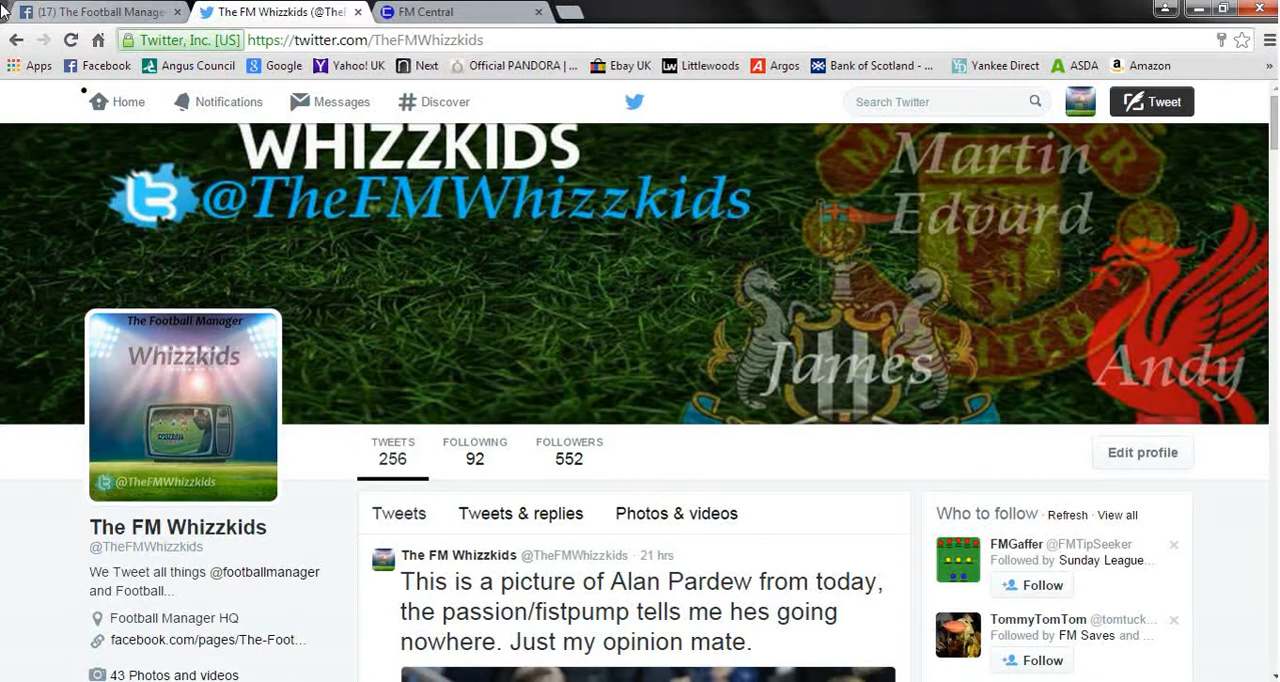 (17) The Football Manage
The FM Whizzkids (@TheF
FM Central
Twitter, Inc. [US]
https://twitter.com/TheFMWhizzkids
Apps
Facebook
Angus Council
Google
Yahoo! UK
Next
Official PANDORA |...
Ebay UK
Littlewoods
Argos
Bank of Scotland - ...
Yankee Direct
ASDA
Amazon
»
Home
Notifications
Messages
Discover
Search Twitter
Tweet
WHIZZKIDS
@TheFMWhizzkids
Martin
Edvard
James
Andy
The Football Manager
Whizzkids
@TheFMWhizzkids
TWEETS
256
FOLLOWING
92
FOLLOWERS
552
Edit profile
The FM Whizzkids
@TheFMWhizzkids
We Tweet all things @footballmanager
and Football...
Football Manager HQ
facebook.com/pages/The-Foot...
43 Photos and videos
Tweets
Tweets & replies
Photos & videos
The FM Whizzkids @TheFMWhizzkids · 21 hrs
This is a picture of Alan Pardew from today,
the passion/fistpump tells me hes going
nowhere. Just my opinion mate.
Who to follow · Refresh · View all
FMGaffer @FMTipSeeker
Followed by Sunday League...
Follow
TommyTomTom @tomtuck...
Followed by FM Saves and ...
Follow